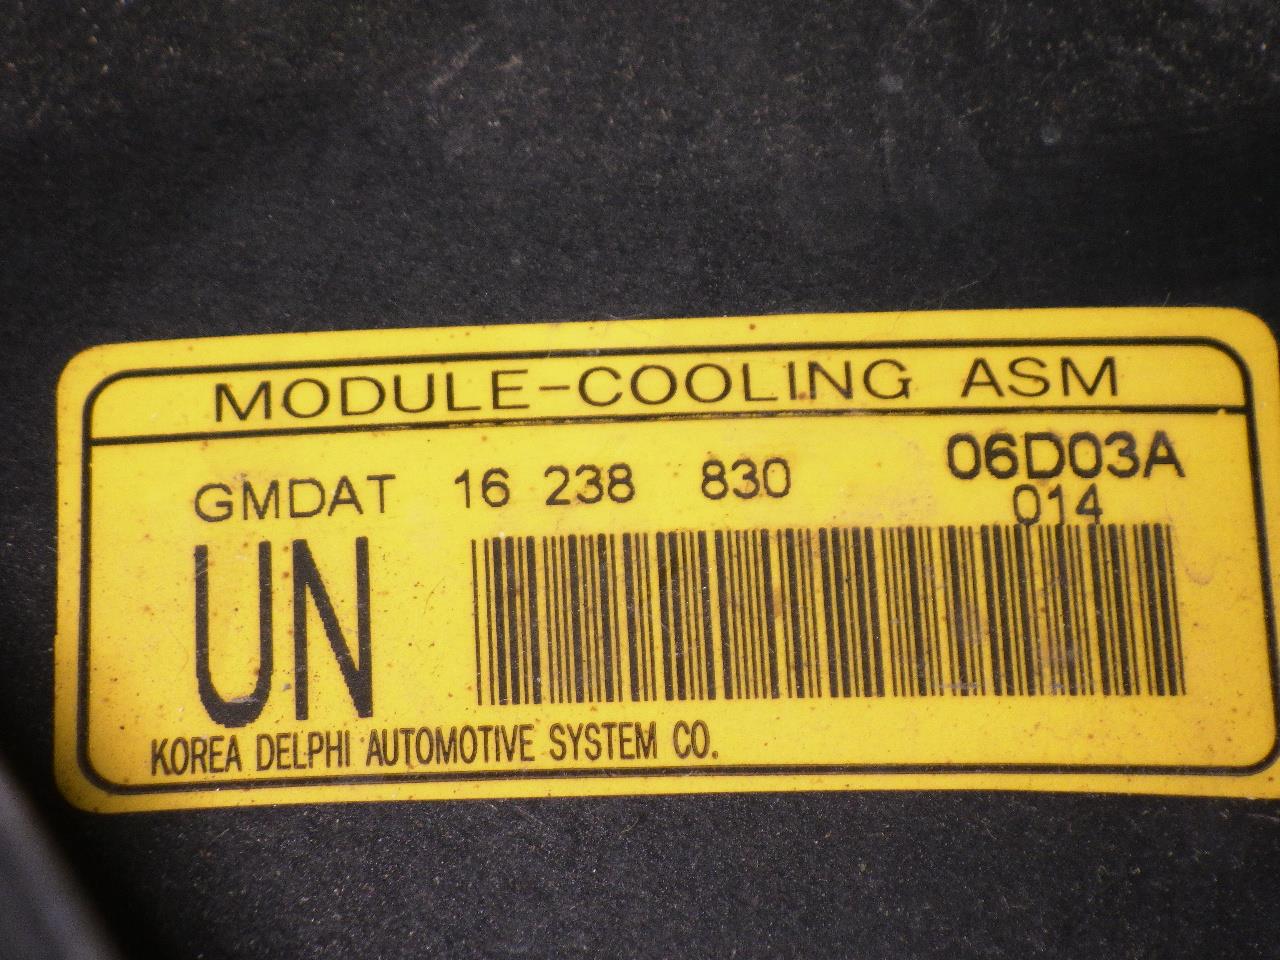 MODULE-COOLING ASM
GMDAT 16 238 830 06D03A
014
UN
KOREA DELPHI AUTOMOTIVE SYSTEM CO.